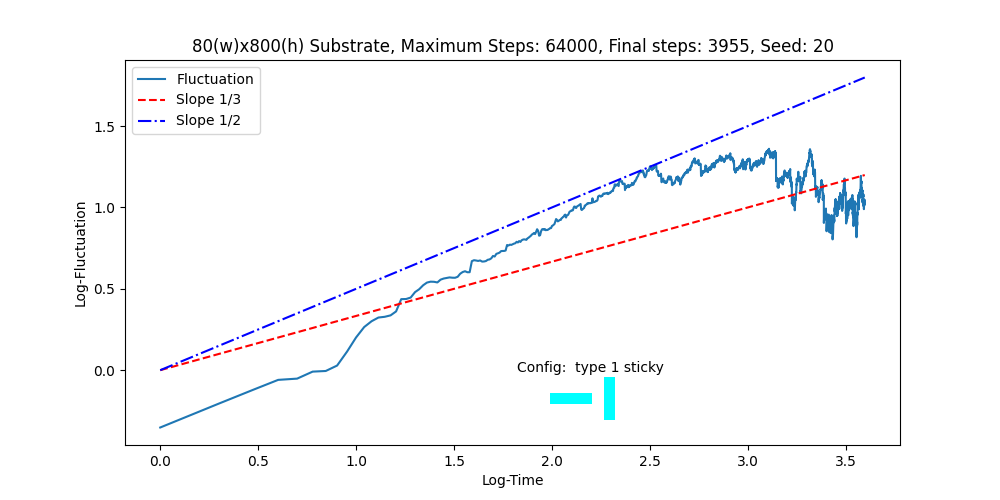 80(w)x800(h) Substrate, Maximum Steps: 64000, Final steps: 3955, Seed: 20
Fluctuation
Slope 1/3
Slope 1/2
1.5
1.0
0.5
0.0
Log-Fluctuation
Config:  type 1 sticky
0.0 0.5 1.0 1.5 2.0 2.5 3.0 3.5
Log-Time